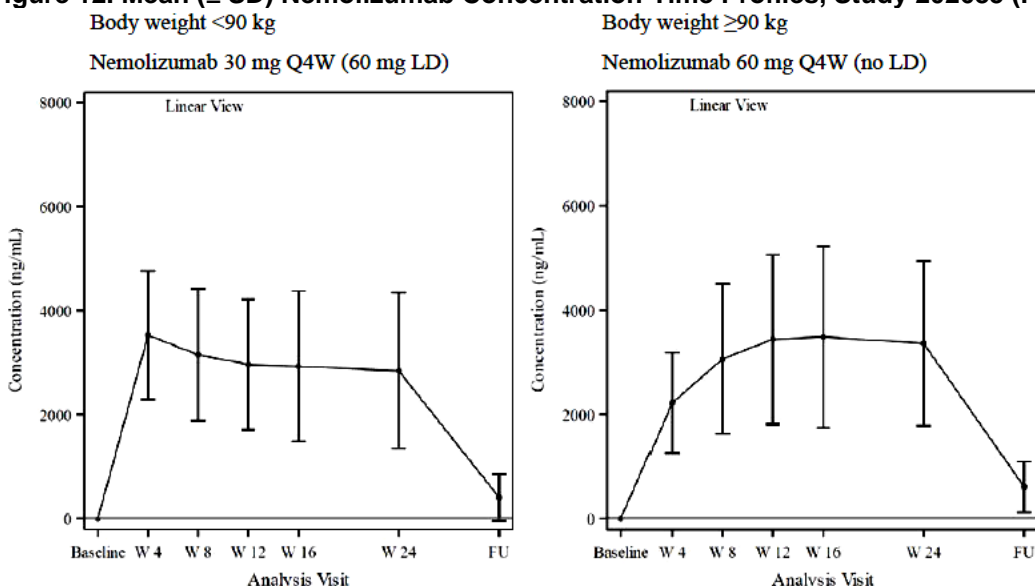 Body weight <90 kg
Nemolizumab 30 mg Q4W (60 mg LD)
Linear View
8000
6000
4000
2000
0
Concentration (ng/mL)
Baseline W 4 W 8 W 12 W 16 W 24 FU
Analysis Visit
Body weight ≥90 kg
Nemolizumab 60 mg Q4W (no LD)
Linear View
8000
6000
4000
2000
0
Concentration (ng/mL)
Baseline W 4 W 8 W 12 W 16 W 24 FU
Analysis Visit